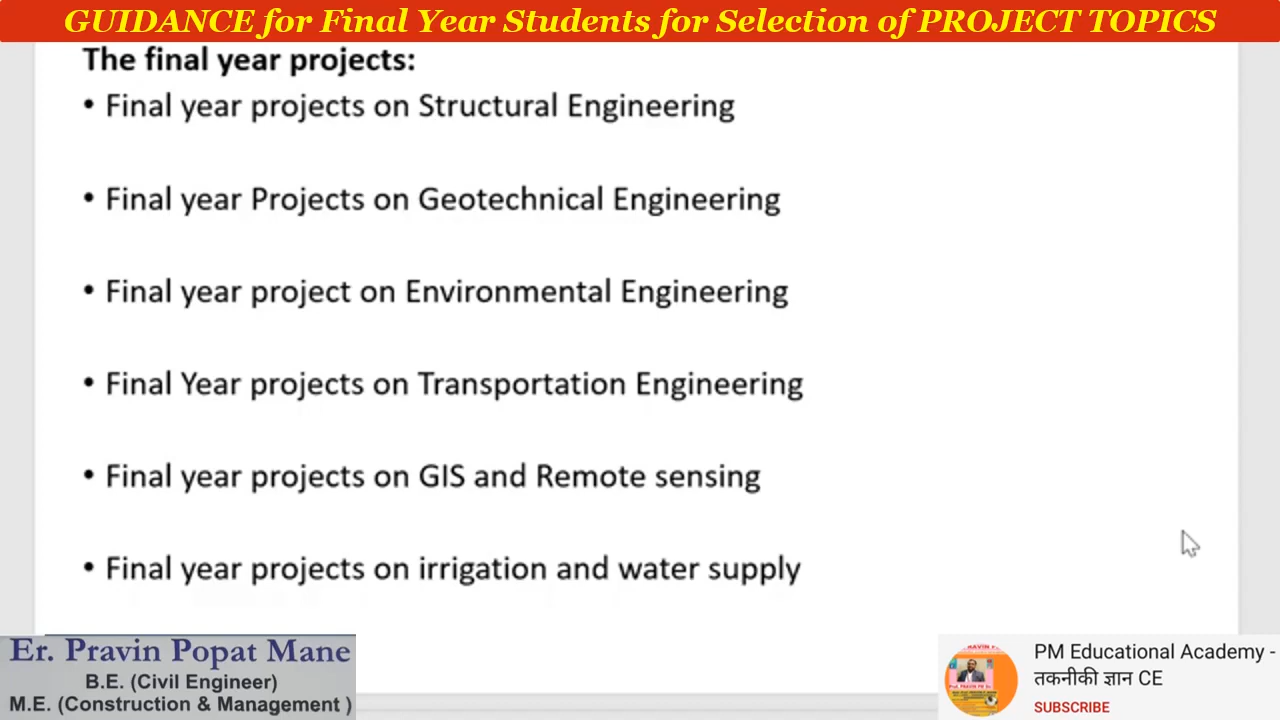 GUIDANCE for Final Year Students for Selection of PROJECT TOPICS
The final year projects:
• Final year projects on Structural Engineering
• Final year Projects on Geotechnical Engineering
• Final year project on Environmental Engineering
• Final Year projects on Transportation Engineering
• Final year projects on GIS and Remote sensing
• Final year projects on irrigation and water supply
Er. Pravin Popat Mane
B.E. (Civil Engineer)
M.E. (Construction & Management )
PM Educational Academy -
तकनीकी ज्ञान CE
SUBSCRIBE